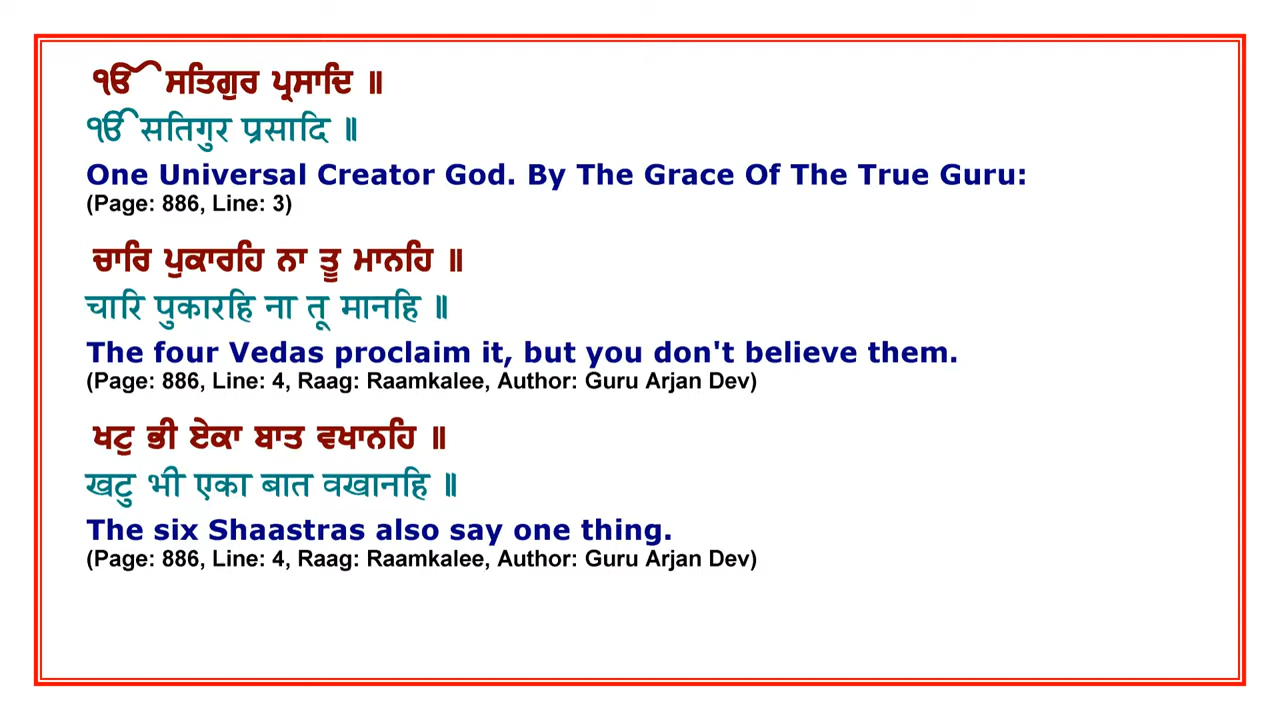 ੴ ਸਤਿਗੁਰ ਪ੍ਰਸਾਦਿ ॥
ੴ सतिगुर प्रसादि ॥
One Universal Creator God. By The Grace Of The True Guru:
(Page: 886, Line: 3)
ਚਾਰਿ ਪੁਕਾਰਹਿ ਨਾ ਤੂ ਮਾਨਹਿ ॥
चारि पुकारहि ना तू मानहि ॥
The four Vedas proclaim it, but you don't believe them.
(Page: 886, Line: 4, Raag: Raamkalee, Author: Guru Arjan Dev)
ਖਟੁ ਭੀ ਏਕਾ ਬਾਤ ਵਖਾਨਹਿ ॥
खटु भी एका बात वखानहि ॥
The six Shaastras also say one thing.
(Page: 886, Line: 4, Raag: Raamkalee, Author: Guru Arjan Dev)